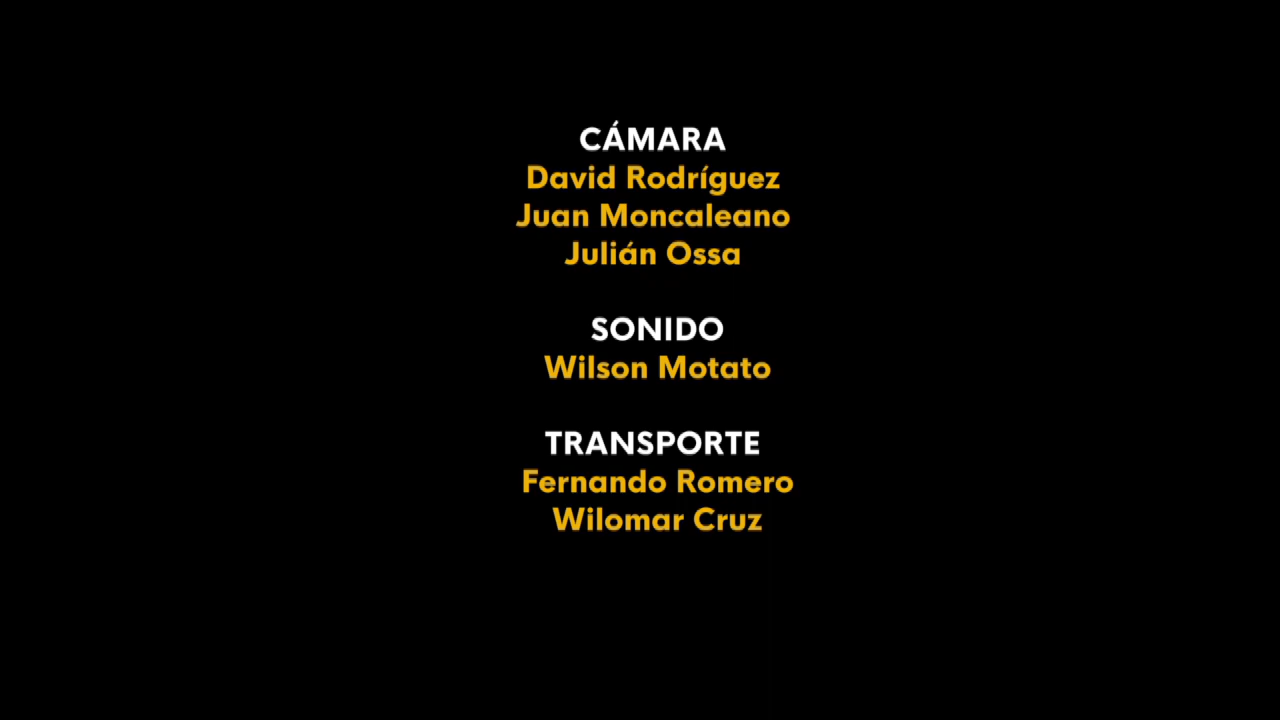 CÁMARA
David Rodríguez
Juan Moncaleano
Julián Ossa
SONIDO
Wilson Motato
TRANSPORTE
Fernando Romero
Wilomar Cruz